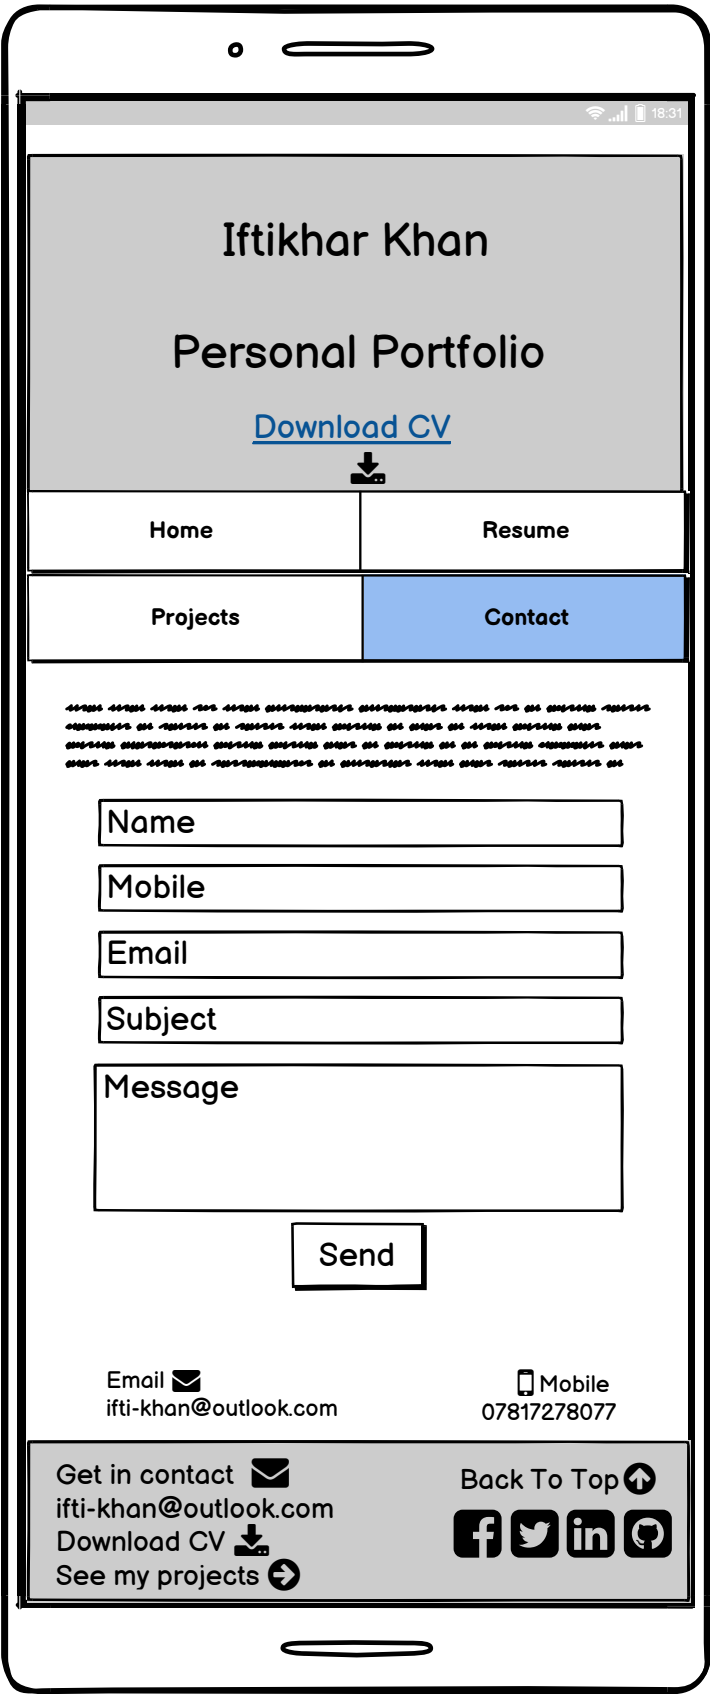 18:31
Iftikhar Khan
Personal Portfolio
Download CV
Home Resume
Projects Contact
Name
Mobile
Email
Subject
Message
Send
Email Mobile
ifti-khan@outlook.com 07817278077
Get in contact Back To Top
ifti-khan@outlook.com
Download CV
See my projects